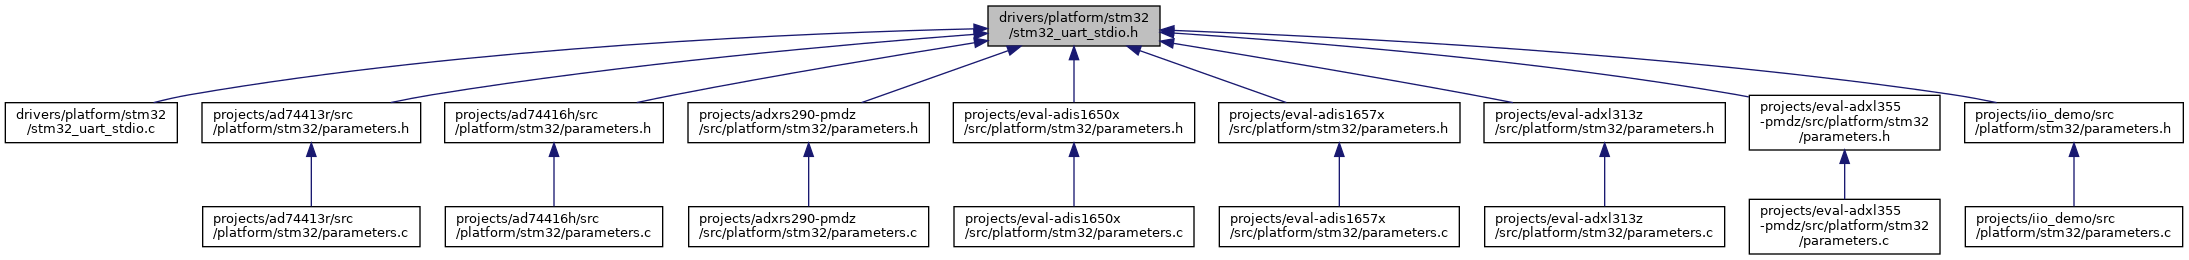 drivers/platform/stm32
/stm32_uart_stdio.h
drivers/platform/stm32
/stm32_uart_stdio.c
projects/ad74413r/src
/platform/stm32/parameters.h
projects/ad74416h/src
/platform/stm32/parameters.h
projects/adxrs290-pmdz
/src/platform/stm32/parameters.h
projects/eval-adis1650x
/src/platform/stm32/parameters.h
projects/eval-adis1657x
/src/platform/stm32/parameters.h
projects/eval-adxl313z
/src/platform/stm32/parameters.h
projects/eval-adxl355
-pmdz/src/platform/stm32
/parameters.h
projects/iio_demo/src
/platform/stm32/parameters.h
projects/ad74413r/src
/platform/stm32/parameters.c
projects/ad74416h/src
/platform/stm32/parameters.c
projects/adxrs290-pmdz
/src/platform/stm32/parameters.c
projects/eval-adis1650x
/src/platform/stm32/parameters.c
projects/eval-adis1657x
/src/platform/stm32/parameters.c
projects/eval-adxl313z
/src/platform/stm32/parameters.c
projects/eval-adxl355
-pmdz/src/platform/stm32
/parameters.c
projects/iio_demo/src
/platform/stm32/parameters.c